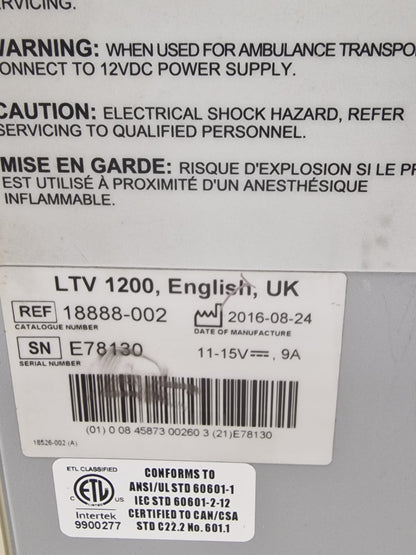 SERVICING.
WARNING: WHEN USED FOR AMBULANCE TRANSPO
CONNECT TO 12VDC POWER SUPPLY.
CAUTION: ELECTRICAL SHOCK HAZARD, REFER
SERVICING TO QUALIFIED PERSONNEL.
MISE EN GARDE: RISQUE D'EXPLOSION SI LE PR
EST UTILISÉ À PROXIMITÉ D'UN ANESTHÉSIQUE
INFLAMMABLE.
LTV 1200, English, UK
REF 18888-002 2016-08-24
CATALOGUE NUMBER DATE OF MANUFACTURE
SN E78130 11-15V⎓, 9A
SERIAL NUMBER
(01) 0 08 45873 00260 3 (21)E78130
18526-002 (A)
ETL CLASSIFIED
ETL
C US
Intertek
9900277
CONFORMS TO
ANSI/UL STD 60601-1
IEC STD 60601-2-12
CERTIFIED TO CAN/CSA
STD C22.2 No. 601.1